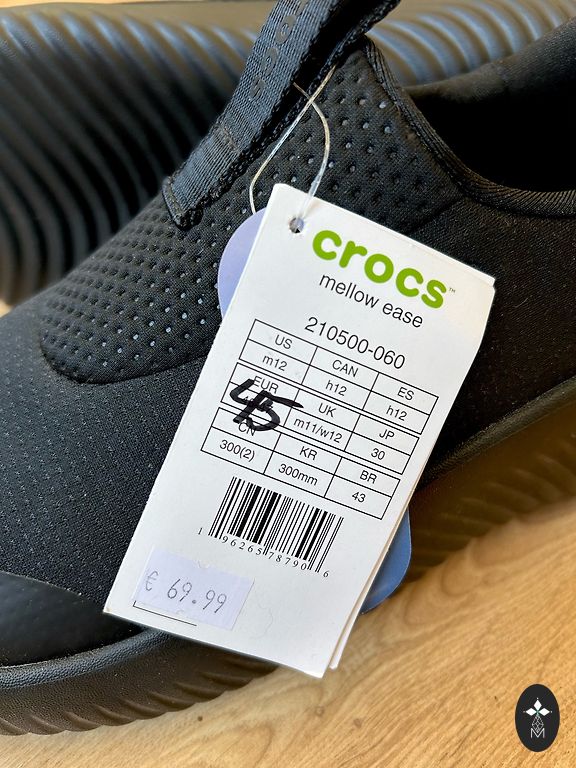 crocs™
mellow ease
210500-060
US CAN ES
m12 h12 h12
EUR UK JP
45 m11/w12 30
CN KR BR
300(2) 300mm 43
1 96265 78790 6
€ 69.99
M